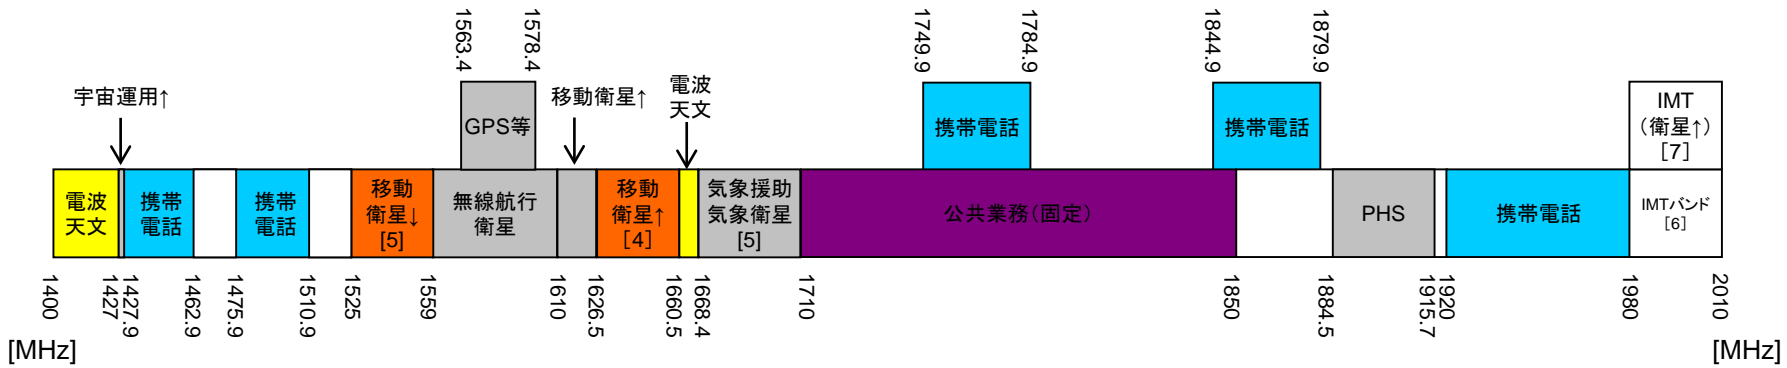 1563.4
1578.4
1749.9
1784.9
1844.9
1879.9
宇宙運用↑
GPS等
移動衛星↑
電波
天文
携帯電話
携帯電話
IMT
(衛星↑)
[7]
電波
天文
携帯
電話
携帯
電話
移動
衛星↓
[5]
無線航行
衛星
移動
衛星↑
[4]
気象援助
気象衛星
[5]
公共業務(固定)
PHS
携帯電話
IMTバンド
[6]
1400
1427
1427.9
1462.9
1475.9
1510.9
1525
1559
1610
1626.5
1660.5
1668.4
1710
1850
1884.5
1915.7
1920
1980
2010
[MHz]
[MHz]